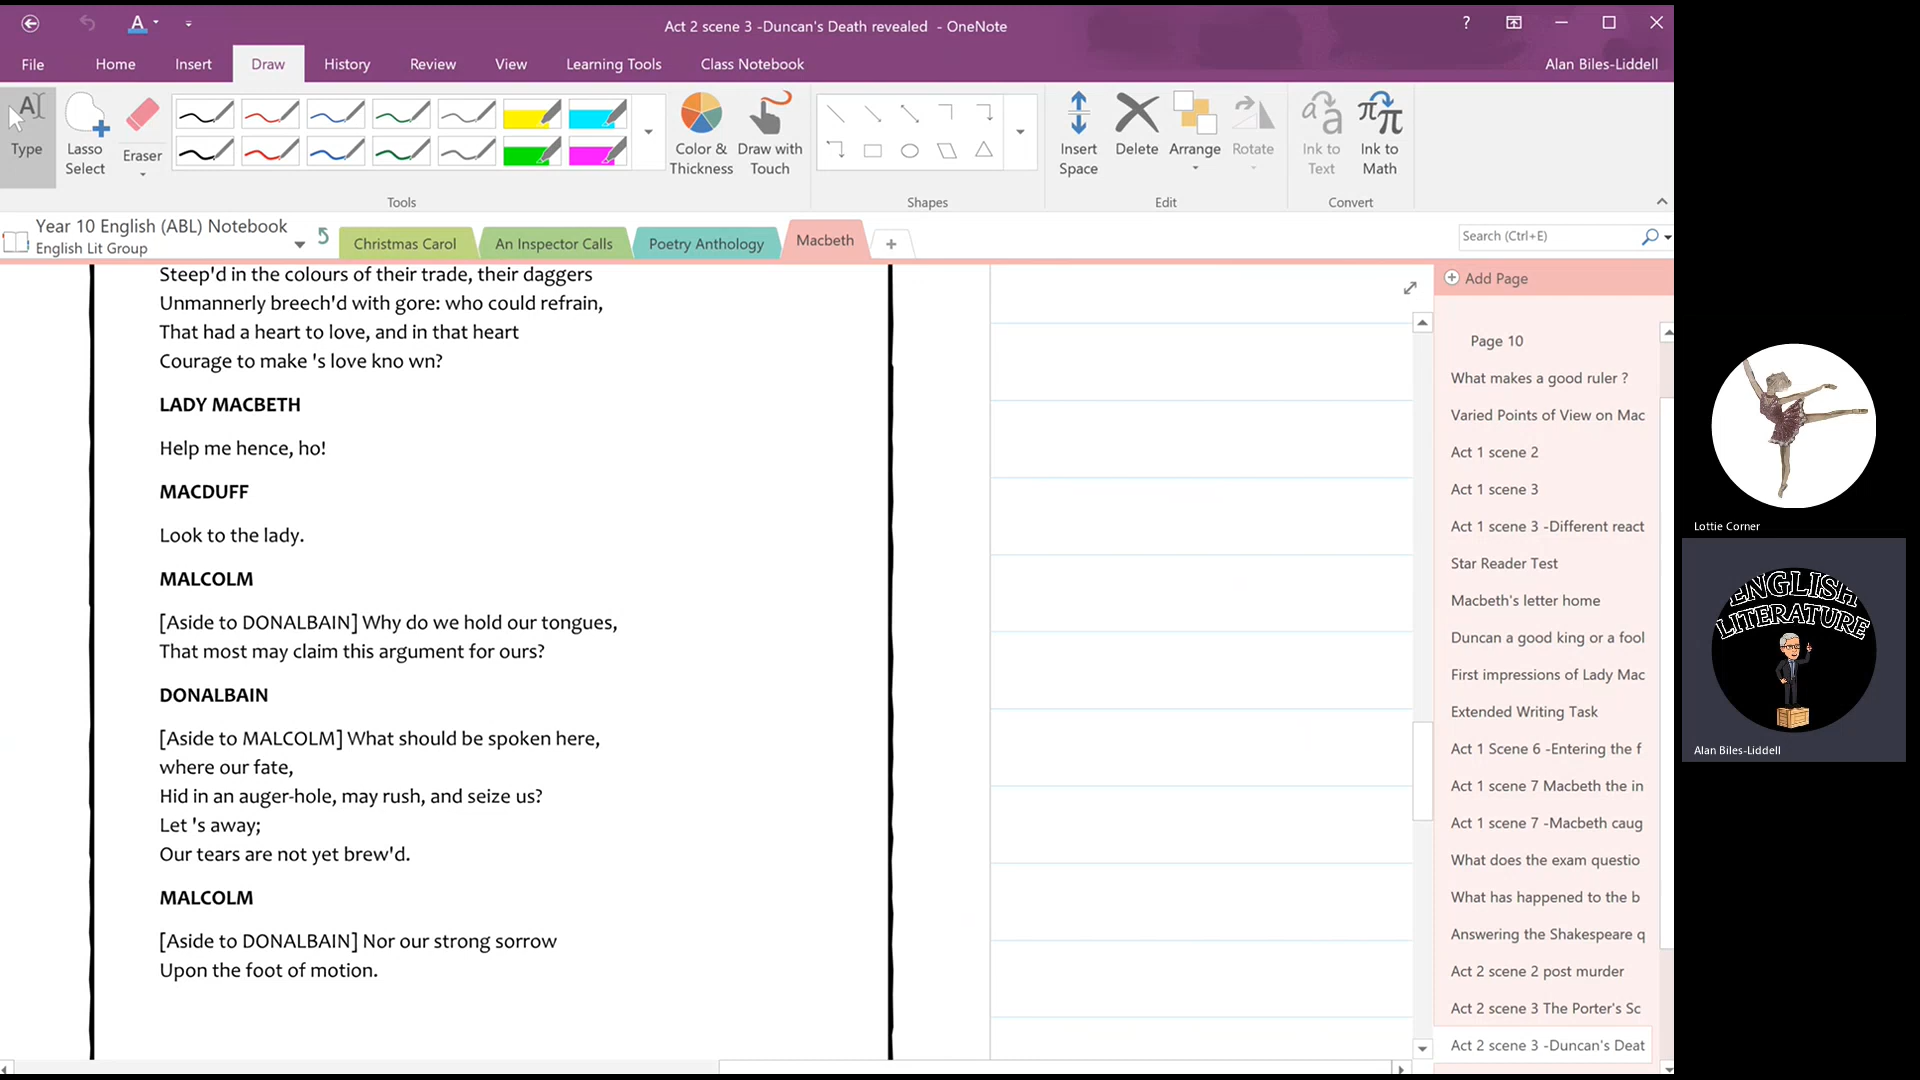 Act 2 scene 3 -Duncan's Death revealed - OneNote
?
File
Home
Insert
Draw
History
Review
View
Learning Tools
Class Notebook
Alan Biles-Liddell
Type
Lasso
Select
Eraser
Color &
Thickness
Draw with
Touch
Insert
Space
Delete
Arrange
Rotate
Ink to
Text
Ink to
Math
Tools
Shapes
Edit
Convert
Year 10 English (ABL) Notebook
English Lit Group
Christmas Carol
An Inspector Calls
Poetry Anthology
Macbeth
Search (Ctrl+E)
Steep'd in the colours of their trade, their daggers
Unmannerly breech'd with gore: who could refrain,
That had a heart to love, and in that heart
Courage to make 's love kno wn?
LADY MACBETH
Help me hence, ho!
MACDUFF
Look to the lady.
MALCOLM
[Aside to DONALBAIN] Why do we hold our tongues,
That most may claim this argument for ours?
DONALBAIN
[Aside to MALCOLM] What should be spoken here,
where our fate,
Hid in an auger-hole, may rush, and seize us?
Let 's away;
Our tears are not yet brew'd.
MALCOLM
[Aside to DONALBAIN] Nor our strong sorrow
Upon the foot of motion.
Add Page
Page 10
What makes a good ruler ?
Varied Points of View on Mac
Act 1 scene 2
Act 1 scene 3
Act 1 scene 3 -Different react
Star Reader Test
Macbeth's letter home
Duncan a good king or a fool
First impressions of Lady Mac
Extended Writing Task
Act 1 Scene 6 -Entering the f
Act 1 scene 7 Macbeth the in
Act 1 scene 7 -Macbeth caug
What does the exam questio
What has happened to the b
Answering the Shakespeare q
Act 2 scene 2 post murder
Act 2 scene 3 The Porter's Sc
Act 2 scene 3 -Duncan's Deat
Lottie Corner
ENGLISH
LITERATURE
Alan Biles-Liddell